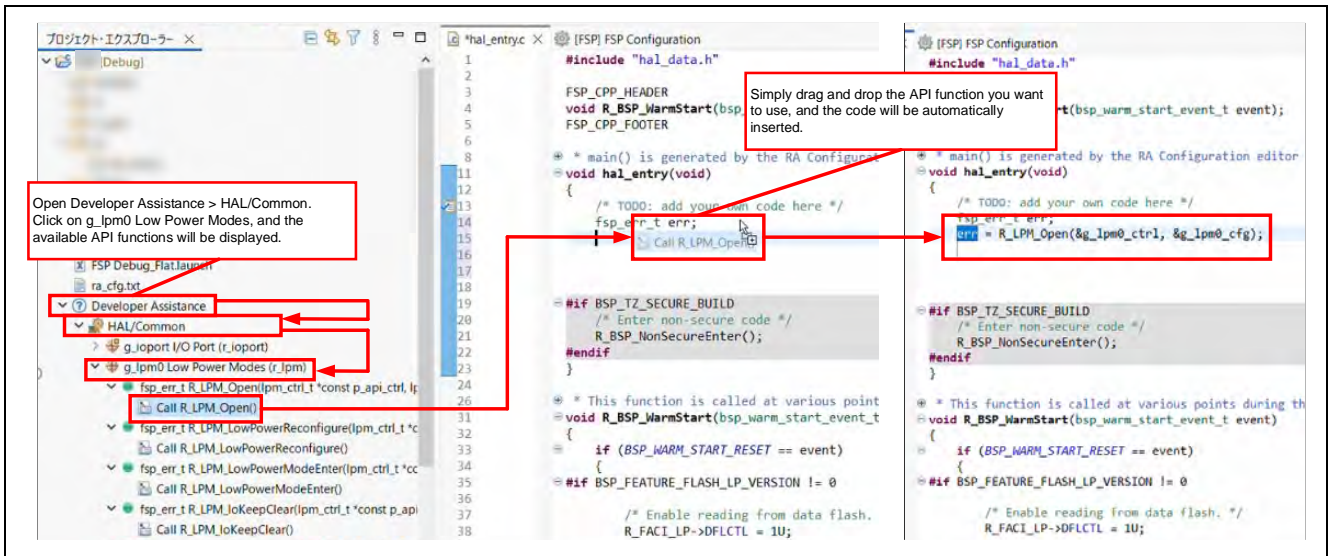 プロジェクト・エクスプローラー
[Debug]
Open Developer Assistance > HAL/Common.
Click on g_lpm0 Low Power Modes, and the
available API functions will be displayed.
FSP Debug_Flat.launch
ra_cfg.txt
Developer Assistance
HAL/Common
g_ioport I/O Port (r_ioport)
g_lpm0 Low Power Modes (r_lpm)
fsp_err_t R_LPM_Open(lpm_ctrl_t *const p_api_ctrl, lp
Call R_LPM_Open()
fsp_err_t R_LPM_LowPowerReconfigure(lpm_ctrl_t *c
Call R_LPM_LowPowerReconfigure()
fsp_err_t R_LPM_LowPowerModeEnter(lpm_ctrl_t *cc
Call R_LPM_LowPowerModeEnter()
fsp_err_t R_LPM_IoKeepClear(lpm_ctrl_t *const p_api
Call R_LPM_IoKeepClear()
*hal_entry.c [FSP] FSP Configuration
1 #include "hal_data.h"
2
3 FSP_CPP_HEADER
4 void R_BSP_WarmStart(bsp_
5 FSP_CPP_FOOTER
6
8 * main() is generated by the RA Configurat
11 void hal_entry(void)
12 {
13 /* TODO: add your own code here */
14 fsp_err_t err;
15 Call R_LPM_Open()
16
17
18
19 #if BSP_TZ_SECURE_BUILD
20 /* Enter non-secure code */
21 R_BSP_NonSecureEnter();
22 #endif
23 }
24
26 * This function is called at various point
31 void R_BSP_WarmStart(bsp_warm_start_event_t
32 {
33 if (BSP_WARM_START_RESET == event)
34 {
35 #if BSP_FEATURE_FLASH_LP_VERSION != 0
36
37 /* Enable reading from data flash.
38 R_FACI_LP->DFLCTL = 1U;
Simply drag and drop the API function you want
to use, and the code will be automatically
inserted.
[FSP] FSP Configuration
#include "hal_data.h"
t(bsp_warm_start_event_t event);
* main() is generated by the RA Configuration editor
void hal_entry(void)
{
/* TODO: add your own code here */
fsp_err_t err;
err = R_LPM_Open(&g_lpm0_ctrl, &g_lpm0_cfg);
#if BSP_TZ_SECURE_BUILD
/* Enter non-secure code */
R_BSP_NonSecureEnter();
#endif
}
* This function is called at various points during th
void R_BSP_WarmStart(bsp_warm_start_event_t event)
{
if (BSP_WARM_START_RESET == event)
{
#if BSP_FEATURE_FLASH_LP_VERSION != 0
/* Enable reading from data flash. */
R_FACI_LP->DFLCTL = 1U;